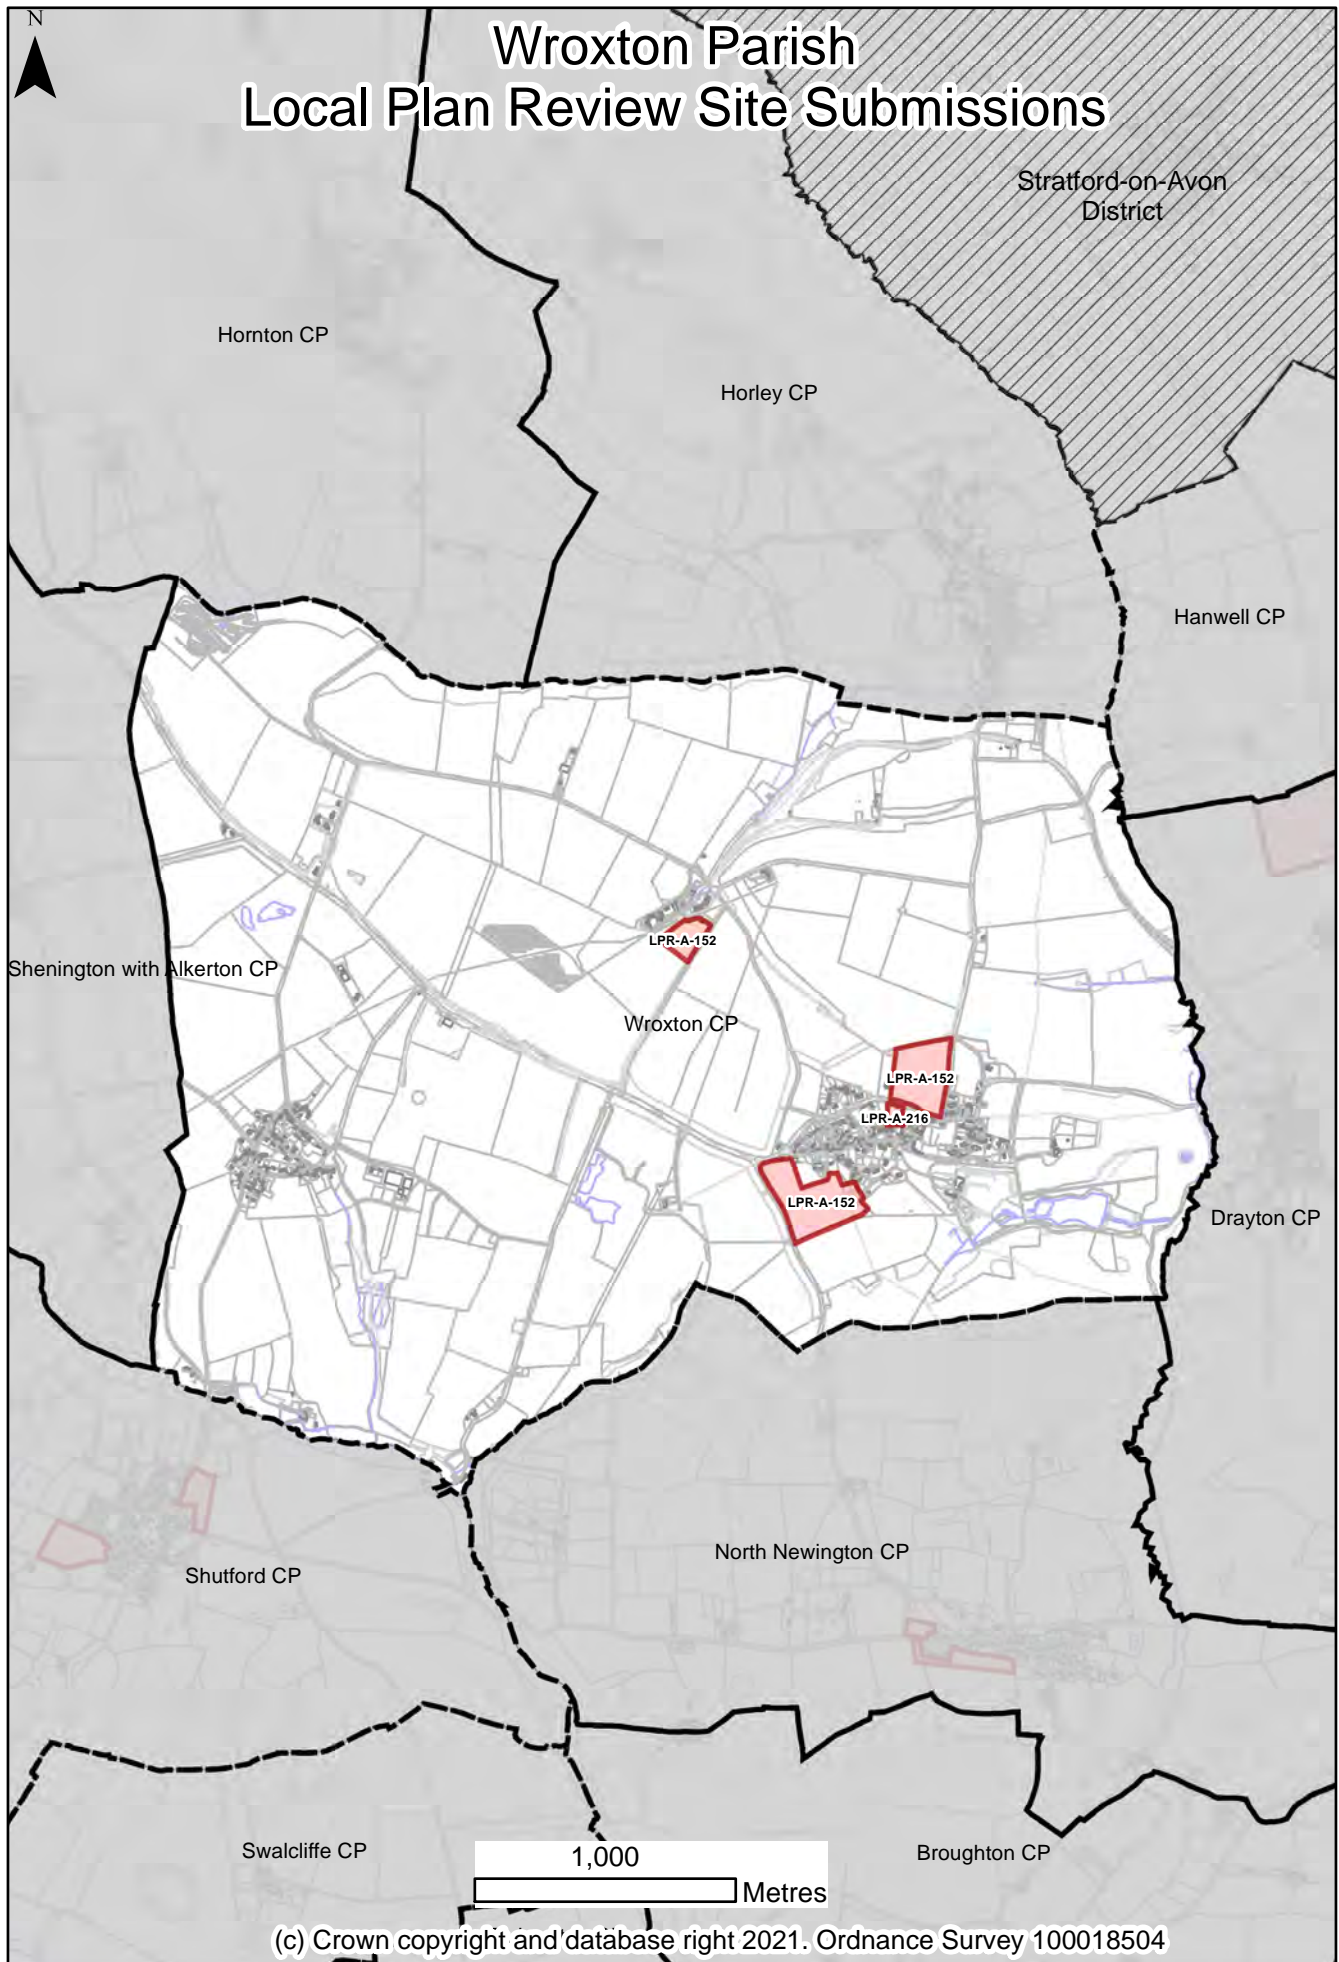 N
Wroxton Parish
Local Plan Review Site Submissions
Stratford-on-Avon
District
Hornton CP
Horley CP
Hanwell CP
LPR-A-152
Shenington with Alkerton CP
Wroxton CP
LPR-A-152
LPR-A-216
LPR-A-152
Drayton CP
North Newington CP
Shutford CP
Swalcliffe CP
Broughton CP
1,000
Metres
(c) Crown copyright and database right 2021. Ordnance Survey 100018504